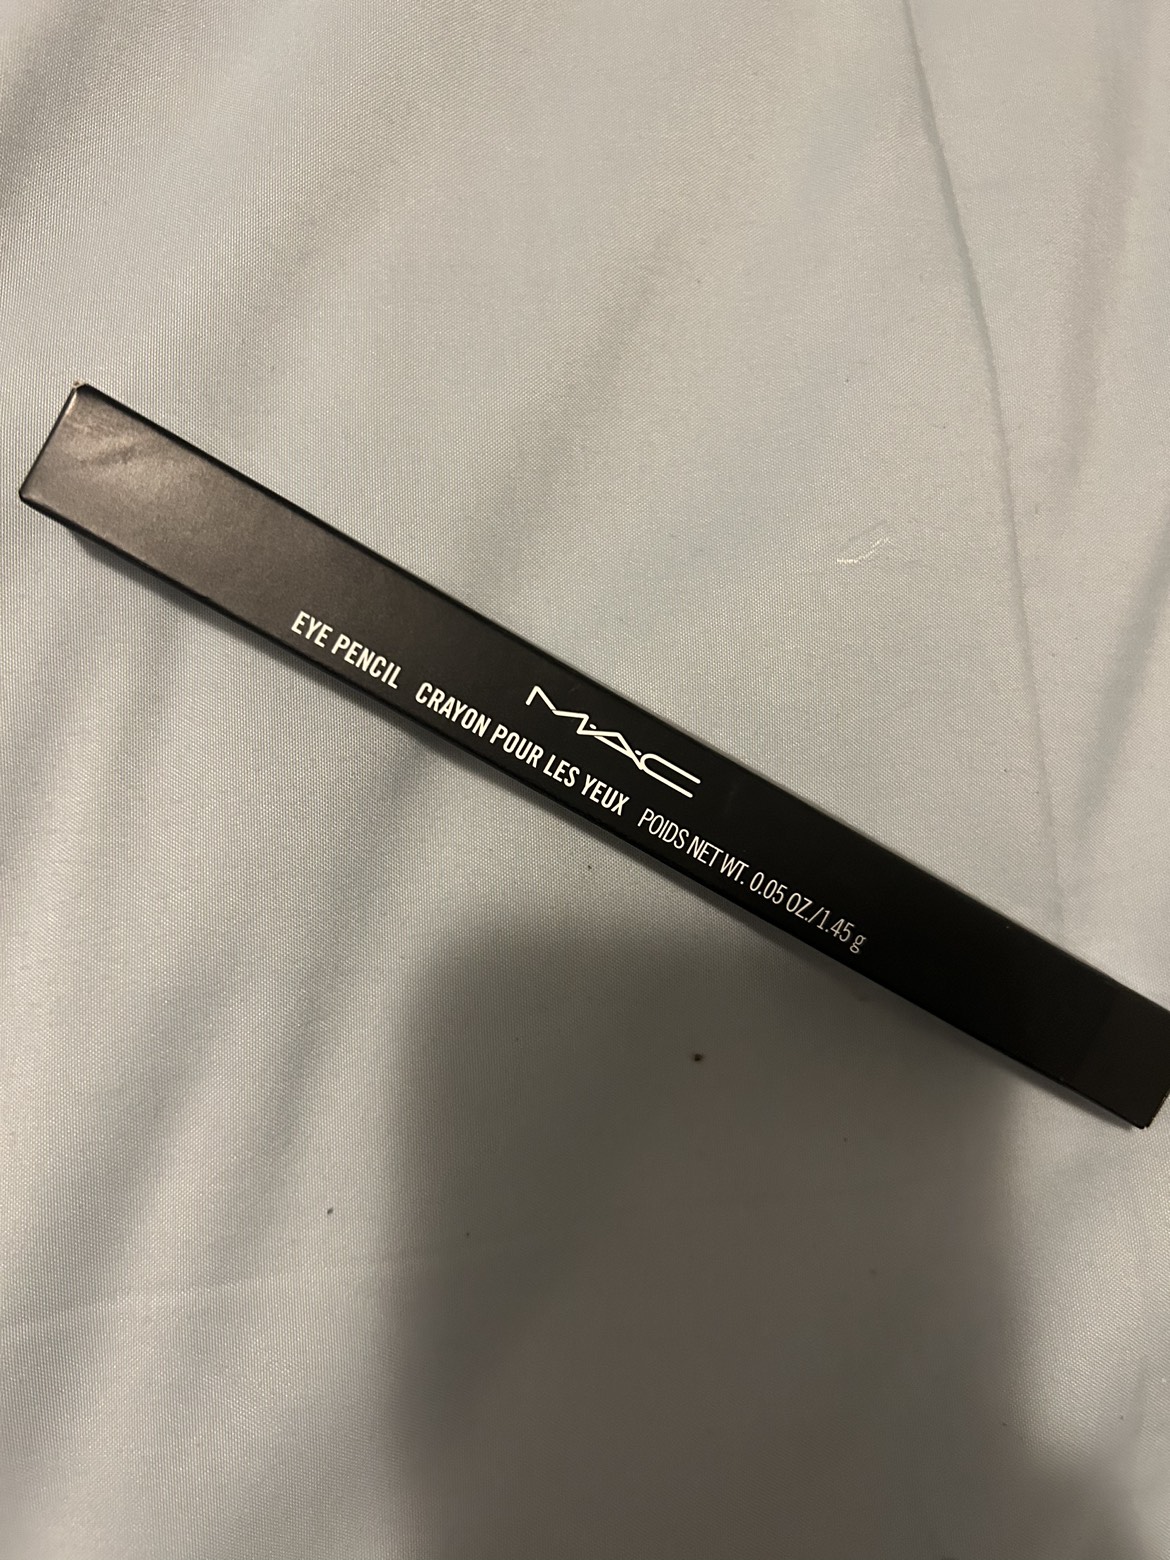 M·A·C
EYE PENCIL CRAYON POUR LES YEUX POIDS NET WT. 0.05 OZ./1.45 g